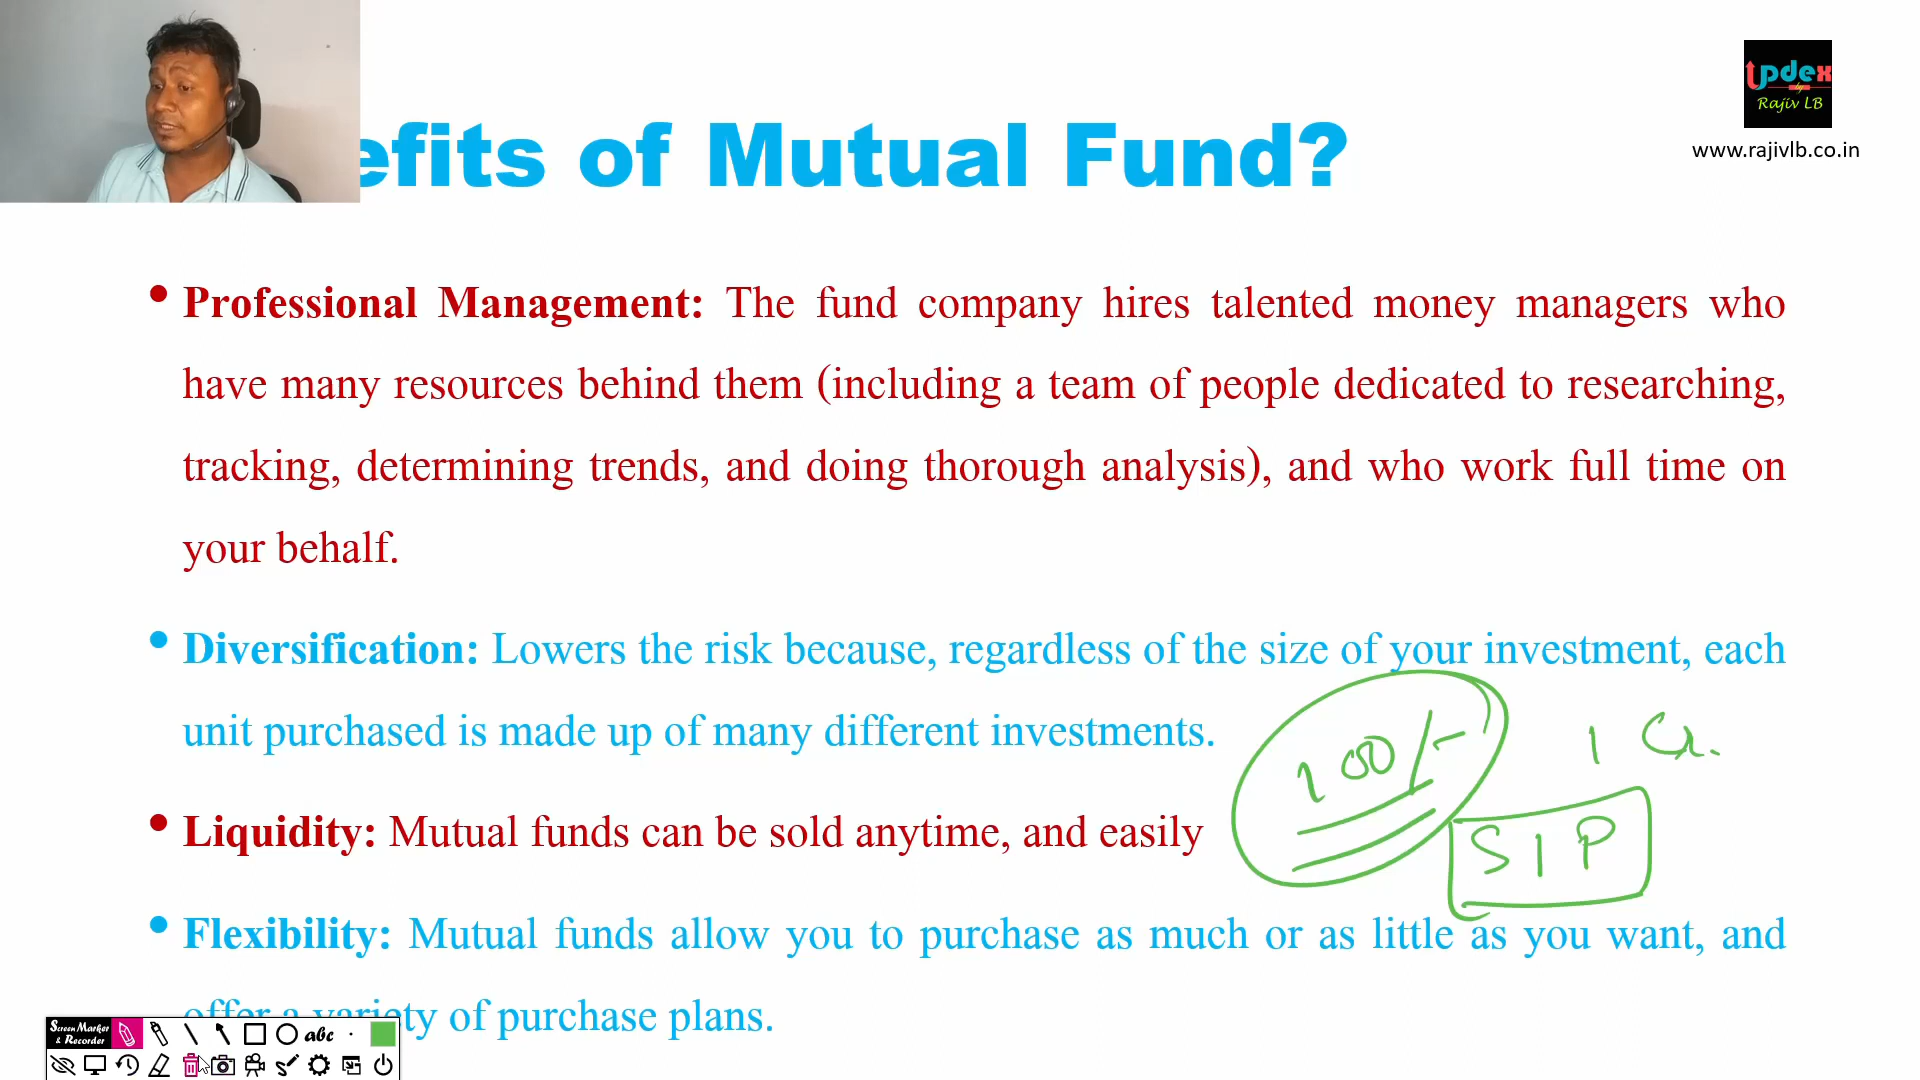 Updex
by
Rajiv LB
www.rajivlb.co.in
efits of Mutual Fund?
• Professional Management: The fund company hires talented money managers who
have many resources behind them (including a team of people dedicated to researching,
tracking, determining trends, and doing thorough analysis), and who work full time on
your behalf.
• Diversification: Lowers the risk because, regardless of the size of your investment, each
unit purchased is made up of many different investments.
100/-
1 Cr.
• Liquidity: Mutual funds can be sold anytime, and easily
SIP
• Flexibility: Mutual funds allow you to purchase as much or as little as you want, and
offer a variety of purchase plans.
Screen Marker
& Recorder
abc